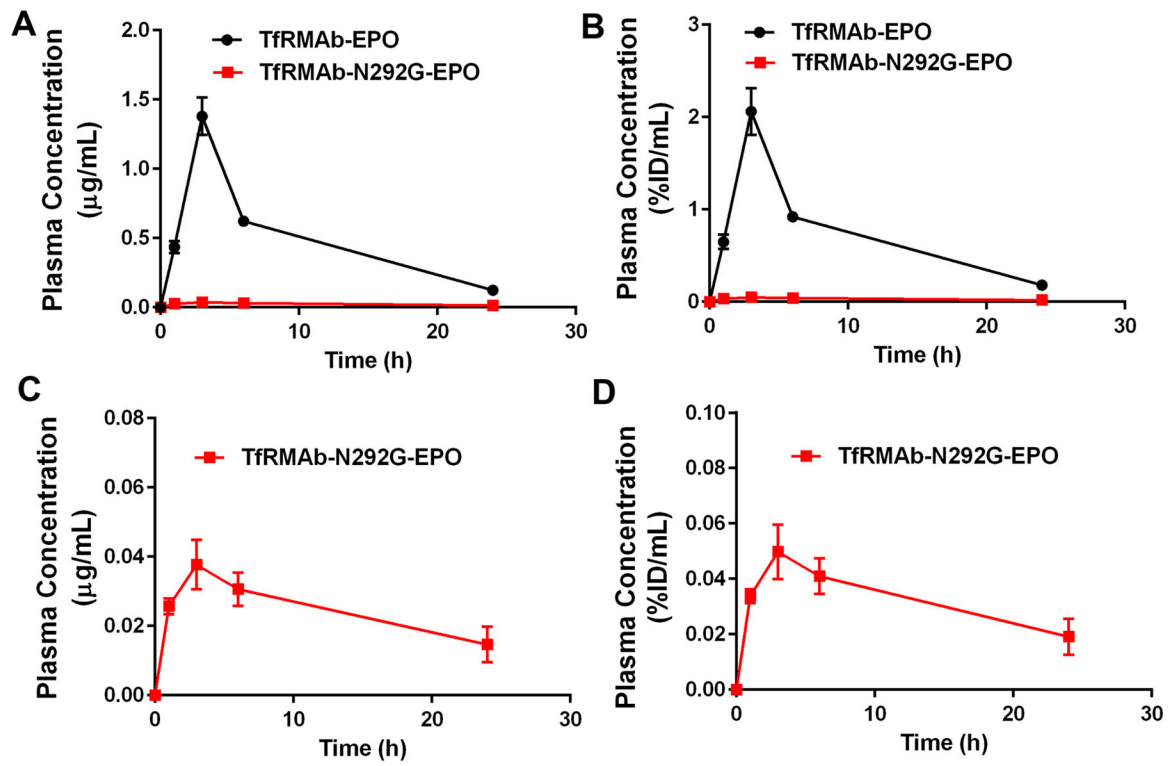 A
TfRMAb-EPO
TfRMAb-N292G-EPO
Plasma Concentration
(μg/mL)
2.0
1.5
1.0
0.5
0.0
0 10 20 30
Time (h)
B
TfRMAb-EPO
TfRMAb-N292G-EPO
Plasma Concentration
(%ID/mL)
3
2
1
0
0 10 20 30
Time (h)
C
TfRMAb-N292G-EPO
Plasma Concentration
(μg/mL)
0.08
0.06
0.04
0.02
0.00
0 10 20 30
Time (h)
D
TfRMAb-N292G-EPO
Plasma Concentration
(%ID/mL)
0.10
0.08
0.06
0.04
0.02
0.00
0 10 20 30
Time (h)